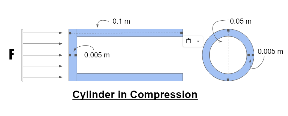 0.1 m
0.05 m
F
0.005 m
0.005 m
Cylinder in Compression